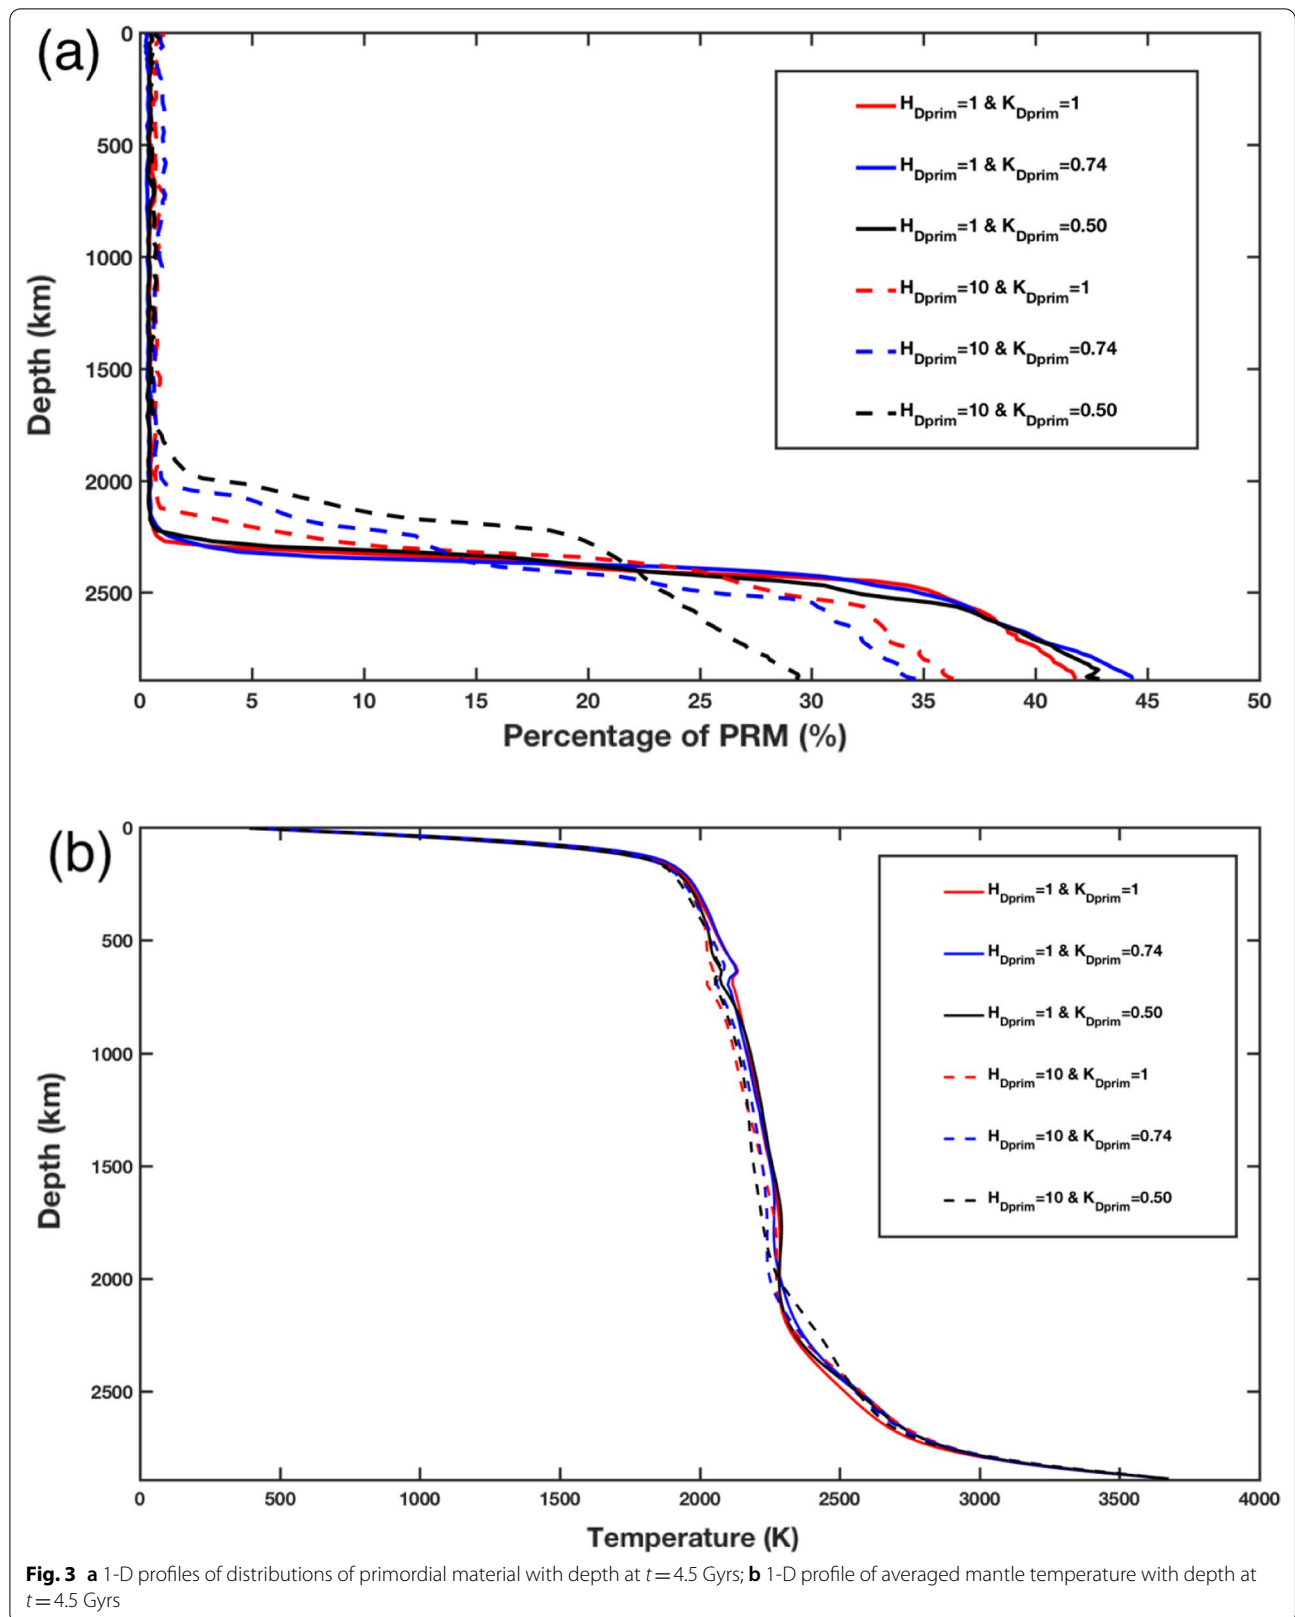 (a)
0
500
1000
1500
2000
2500
Depth (km)
H_Dprim=1 & K_Dprim=1
H_Dprim=1 & K_Dprim=0.74
H_Dprim=1 & K_Dprim=0.50
H_Dprim=10 & K_Dprim=1
H_Dprim=10 & K_Dprim=0.74
H_Dprim=10 & K_Dprim=0.50
0 5 10 15 20 25 30 35 40 45 50
Percentage of PRM (%)
(b)
0
500
1000
1500
2000
2500
Depth (km)
H_Dprim=1 & K_Dprim=1
H_Dprim=1 & K_Dprim=0.74
H_Dprim=1 & K_Dprim=0.50
H_Dprim=10 & K_Dprim=1
H_Dprim=10 & K_Dprim=0.74
H_Dprim=10 & K_Dprim=0.50
0 500 1000 1500 2000 2500 3000 3500 4000
Temperature (K)
Fig. 3 a 1-D profiles of distributions of primordial material with depth at t = 4.5 Gyrs; b 1-D profile of averaged mantle temperature with depth at
t = 4.5 Gyrs